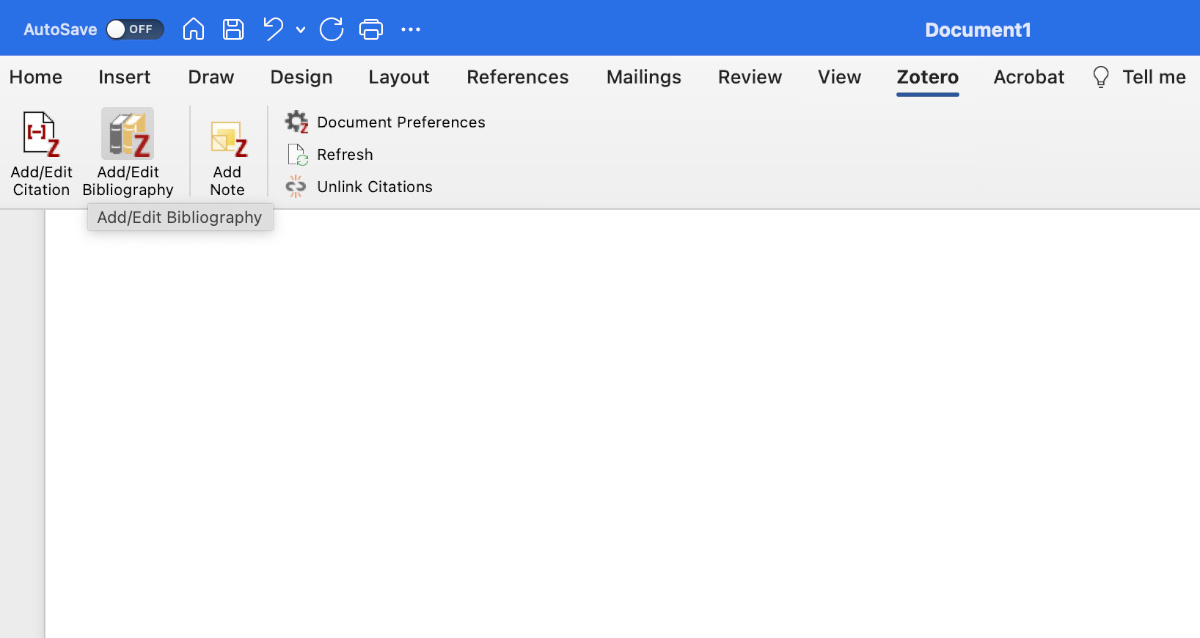 AutoSave OFF Document1
Home Insert Draw Design Layout References Mailings Review View Zotero Acrobat Tell me
Add/Edit
Citation
Add/Edit
Bibliography
Add
Note
Document Preferences
Refresh
Unlink Citations
Add/Edit Bibliography